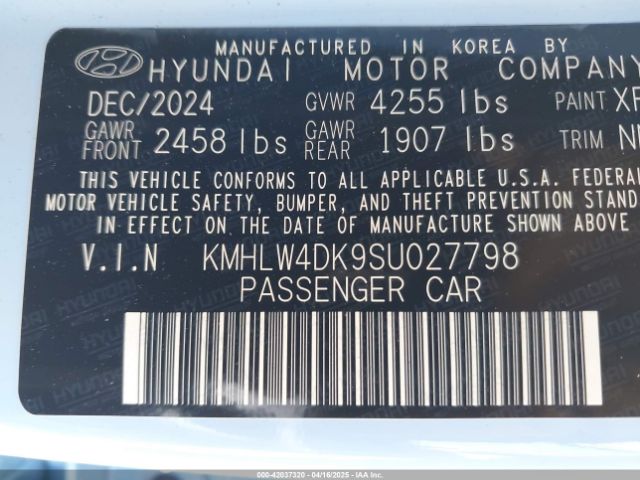 MANUFACTURED IN KOREA BY
HYUNDAI MOTOR COMPANY
DEC/2024 GVWR 4255 lbs PAINT
GAWR FRONT 2458 lbs GAWR REAR 1907 lbs TRIM
THIS VEHICLE CONFORMS TO ALL APPLICABLE U.S.A. FEDERAL
MOTOR VEHICLE SAFETY, BUMPER, AND THEFT PREVENTION STAND
IN EFFECT ON THE DATE OF MANUFACTURE SHOWN ABOVE
V.I.N KMHLW4DK9SU027798
PASSENGER CAR
000-42037320 04/16/2025 IAA Inc.